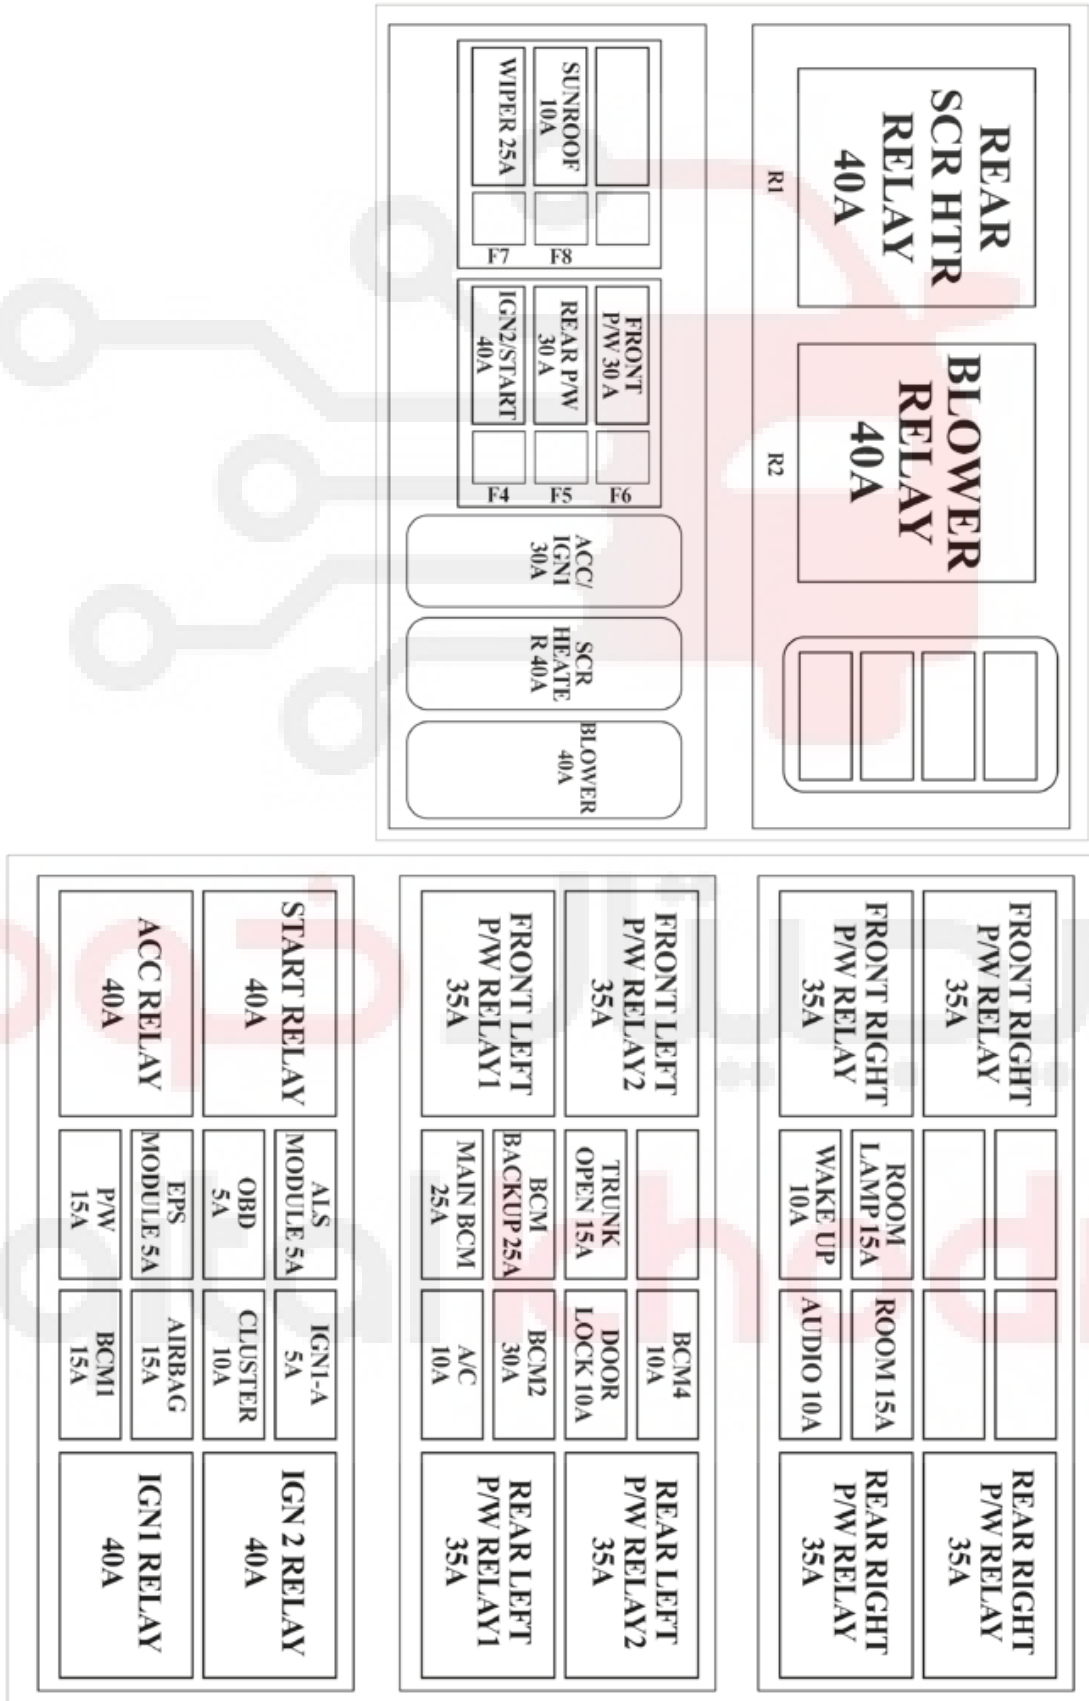 REAR
SCR HTR
RELAY
40A
R1
BLOWER
RELAY
40A
R2
SUNROOF
10A
WIPER 25A
F8
F7
FRONT
P/W 30 A
REAR P/W
30 A
IGN2/START
40A
F6
F5
F4
ACC/
IGN1
30A
SCR
HEATE
R 40A
BLOWER
40A
FRONT RIGHT
P/W RELAY
35A
REAR RIGHT
P/W RELAY
35A
FRONT RIGHT
P/W RELAY
35A
ROOM
LAMP 15A
ROOM 15A
WAKE UP
10A
AUDIO 10A
REAR RIGHT
P/W RELAY
35A
FRONT LEFT
P/W RELAY2
35A
BCM4
10A
TRUNK
OPEN 15A
DOOR
LOCK 10A
REAR LEFT
P/W RELAY2
35A
FRONT LEFT
P/W RELAY1
35A
BCM
BACKUP 25A
BCM2
30A
MAIN BCM
25A
A/C
10A
REAR LEFT
P/W RELAY1
35A
START RELAY
40A
ALS
MODULE 5A
IGN1-A
5A
OBD
5A
CLUSTER
10A
IGN 2 RELAY
40A
ACC RELAY
40A
EPS
MODULE 5A
AIRBAG
15A
P/W
15A
BCM1
15A
IGN1 RELAY
40A